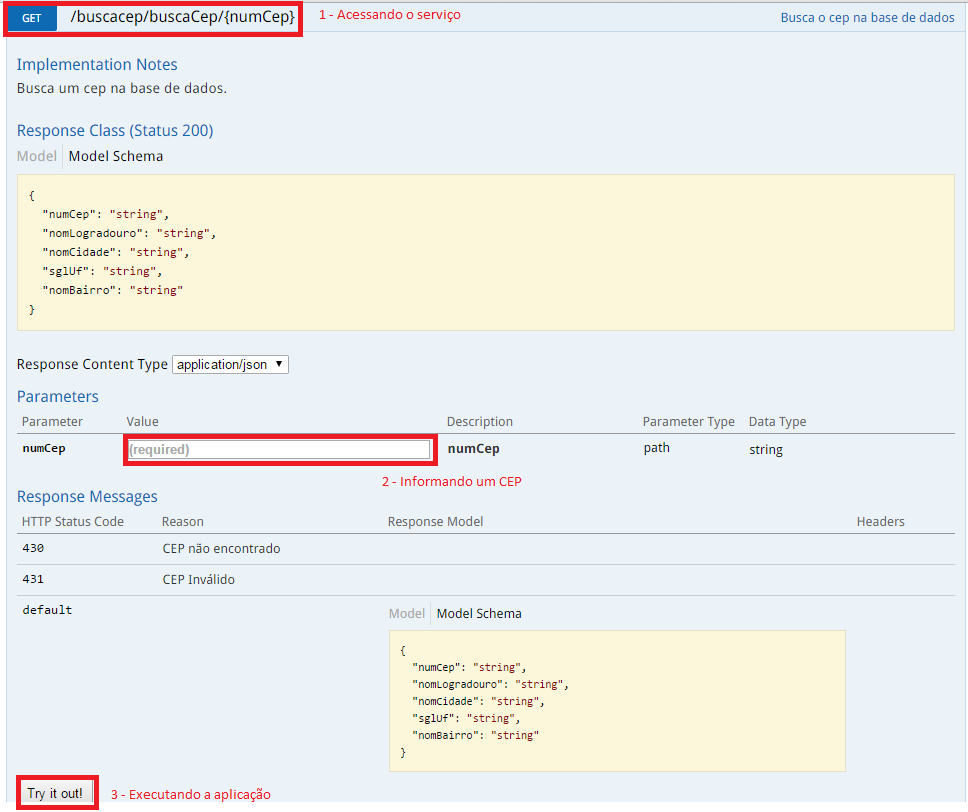 GET /buscacep/buscaCep/{numCep} 1 - Acessando o serviço Busca o cep na base de dados
Implementation Notes
Busca um cep na base de dados.
Response Class (Status 200)
Model Model Schema
{
"numCep": "string",
"nomLogradouro": "string",
"nomCidade": "string",
"sglUf": "string",
"nomBairro": "string"
}
Response Content Type application/json ▼
Parameters
Parameter Value Description Parameter Type Data Type
numCep (required) numCep path string
2 - Informando um CEP
Response Messages
HTTP Status Code Reason Response Model Headers
430 CEP não encontrado
431 CEP Inválido
default Model Model Schema
{
"numCep": "string",
"nomLogradouro": "string",
"nomCidade": "string",
"sglUf": "string",
"nomBairro": "string"
}
Try it out! 3 - Executando a aplicação